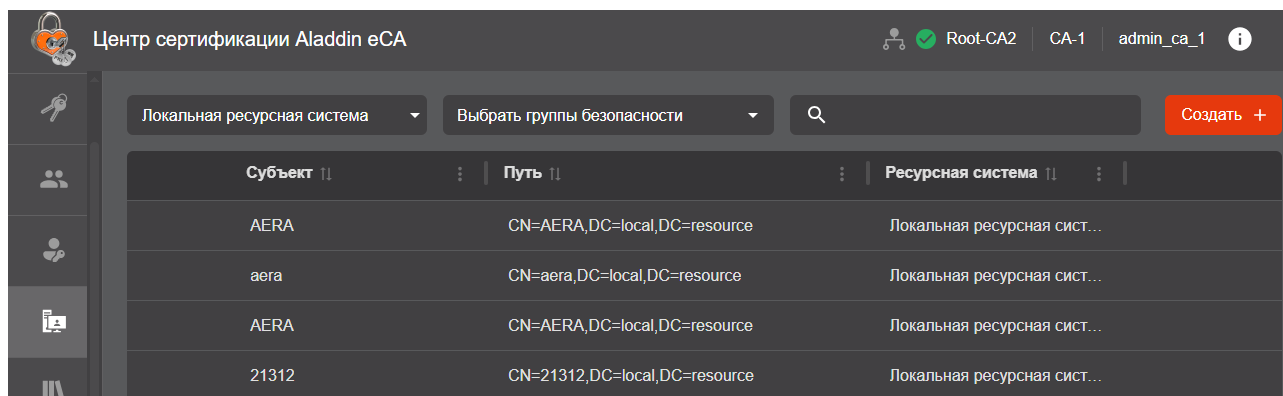 Центр сертификации Aladdin eCA Root-CA2 CA-1 admin_ca_1
Локальная ресурсная система Выбрать группы безопасности Создать +
Субъект Путь Ресурсная система
AERA CN=AERA,DC=local,DC=resource Локальная ресурсная сист...
aera CN=aera,DC=local,DC=resource Локальная ресурсная сист...
AERA CN=AERA,DC=local,DC=resource Локальная ресурсная сист...
21312 CN=21312,DC=local,DC=resource Локальная ресурсная сист...